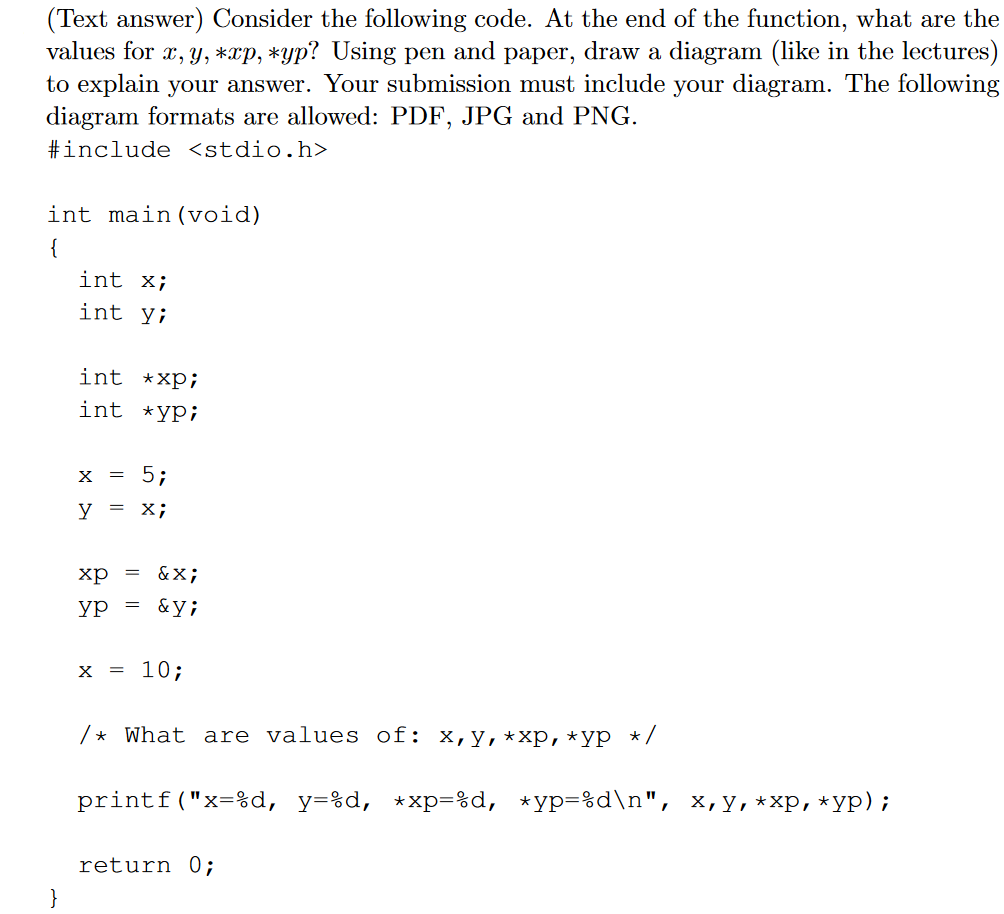 (Text answer) Consider the following code. At the end of the function, what are the
values for x, y, ∗xp, ∗yp? Using pen and paper, draw a diagram (like in the lectures)
to explain your answer. Your submission must include your diagram. The following
diagram formats are allowed: PDF, JPG and PNG.
#include <stdio.h>
int main(void)
{
int x;
int y;
int *xp;
int *yp;
x = 5;
y = x;
xp = &x;
yp = &y;
x = 10;
/* What are values of: x,y,*xp,*yp */
printf("x=%d, y=%d, *xp=%d, *yp=%d\n", x,y,*xp,*yp);
return 0;
}